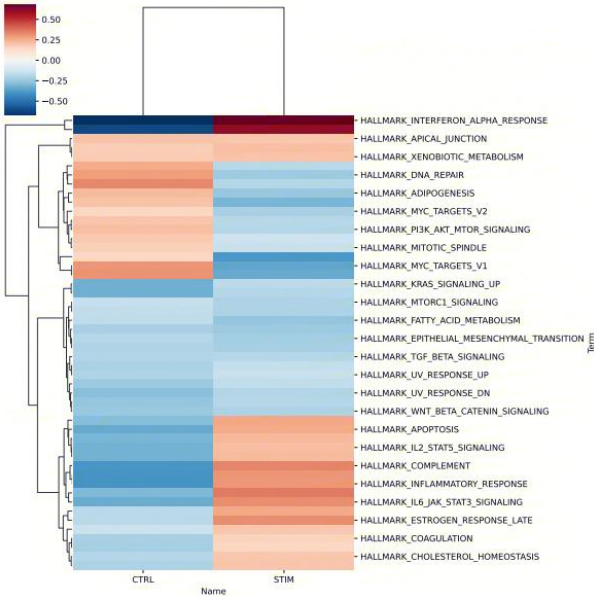 0.50
0.25
0.00
−0.25
−0.50
HALLMARK_INTERFERON_ALPHA_RESPONSE
HALLMARK_APICAL_JUNCTION
HALLMARK_XENOBIOTIC_METABOLISM
HALLMARK_DNA_REPAIR
HALLMARK_ADIPOGENESIS
HALLMARK_MYC_TARGETS_V2
HALLMARK_PI3K_AKT_MTOR_SIGNALING
HALLMARK_MITOTIC_SPINDLE
HALLMARK_MYC_TARGETS_V1
HALLMARK_KRAS_SIGNALING_UP
HALLMARK_MTORC1_SIGNALING
HALLMARK_FATTY_ACID_METABOLISM
HALLMARK_EPITHELIAL_MESENCHYMAL_TRANSITION
HALLMARK_TGF_BETA_SIGNALING
HALLMARK_UV_RESPONSE_UP
HALLMARK_UV_RESPONSE_DN
HALLMARK_WNT_BETA_CATENIN_SIGNALING
HALLMARK_APOPTOSIS
HALLMARK_IL2_STAT5_SIGNALING
HALLMARK_COMPLEMENT
HALLMARK_INFLAMMATORY_RESPONSE
HALLMARK_IL6_JAK_STAT3_SIGNALING
HALLMARK_ESTROGEN_RESPONSE_LATE
HALLMARK_COAGULATION
HALLMARK_CHOLESTEROL_HOMEOSTASIS
Term
CTRL STIM
Name